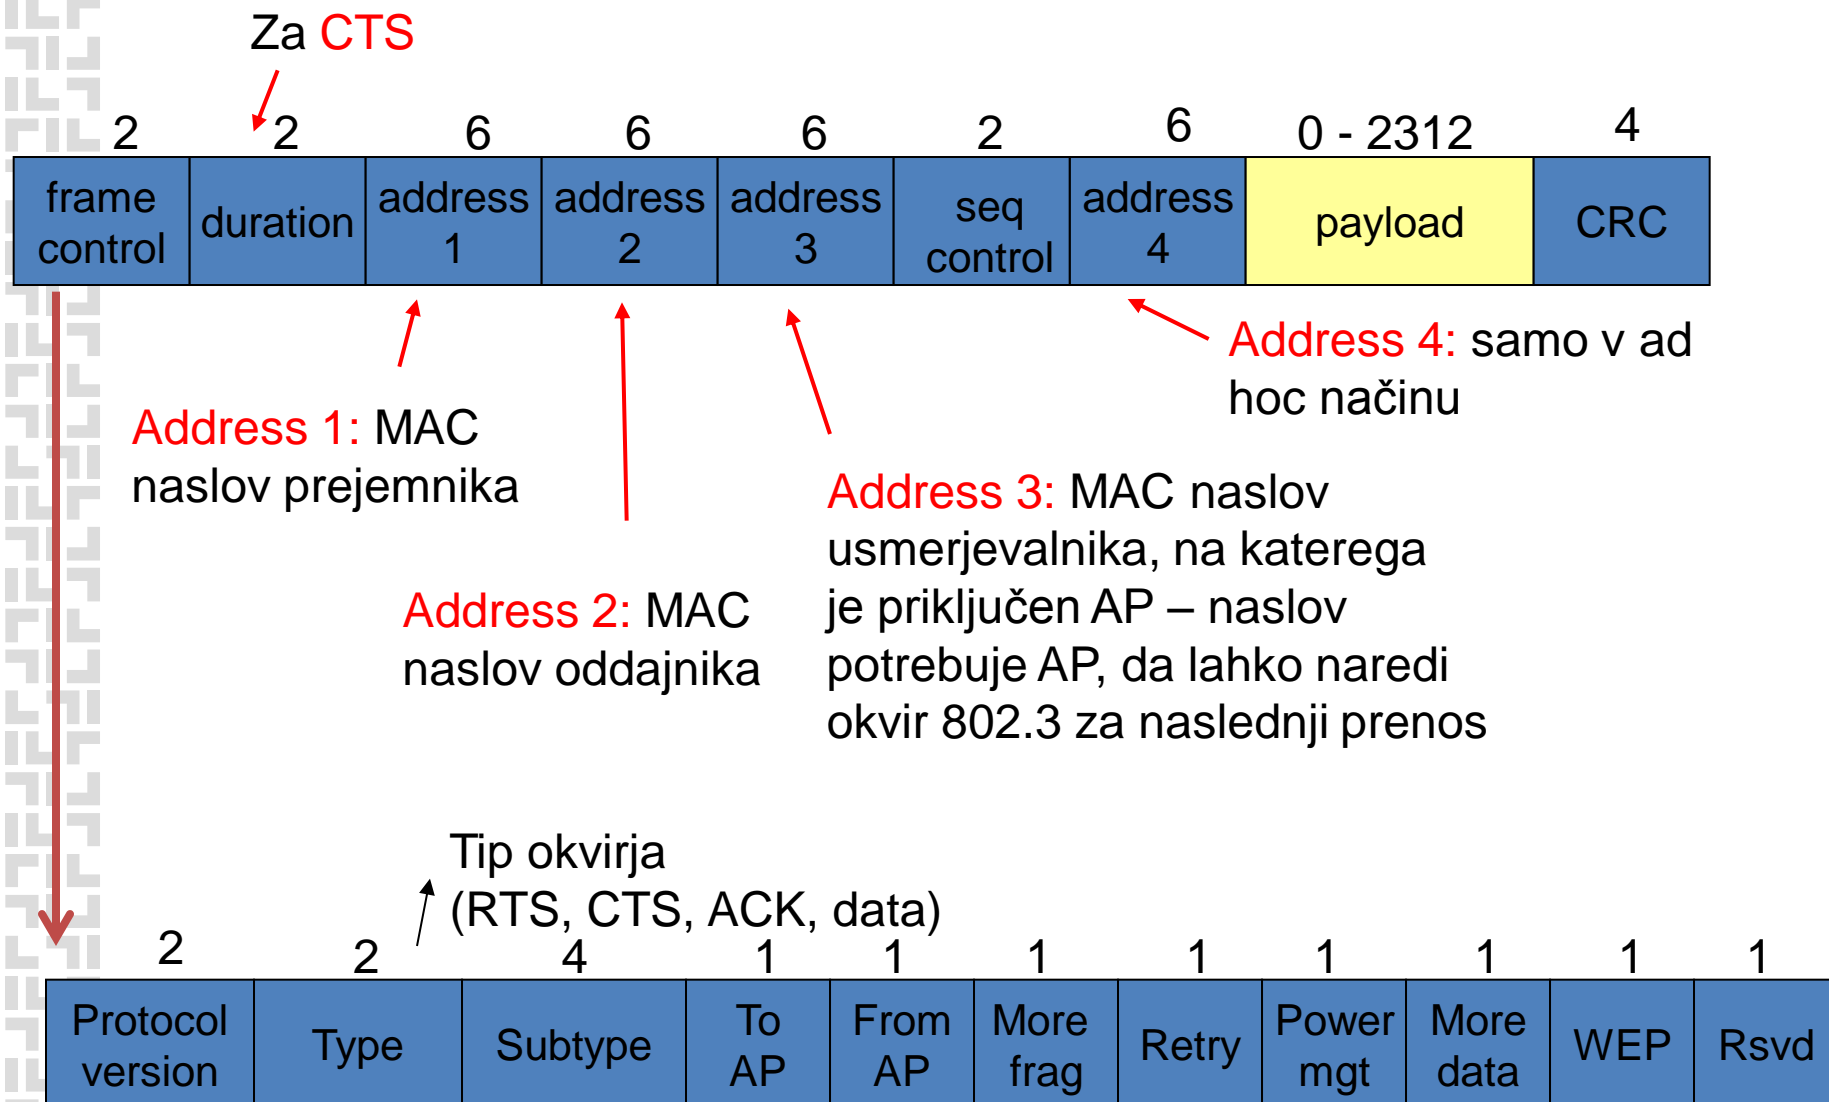 Za CTS
2 2 6 6 6 2 6 0 - 2312 4
frame control
duration
address 1
address 2
address 3
seq control
address 4
payload
CRC
Address 4: samo v ad
hoc načinu
Address 1: MAC
naslov prejemnika
Address 2: MAC
naslov oddajnika
Address 3: MAC naslov
usmerjevalnika, na katerega
je priključen AP – naslov
potrebuje AP, da lahko naredi
okvir 802.3 za naslednji prenos
Tip okvirja
(RTS, CTS, ACK, data)
2 2 4 1 1 1 1 1 1 1 1
Protocol version
Type
Subtype
To AP
From AP
More frag
Retry
Power mgt
More data
WEP
Rsvd